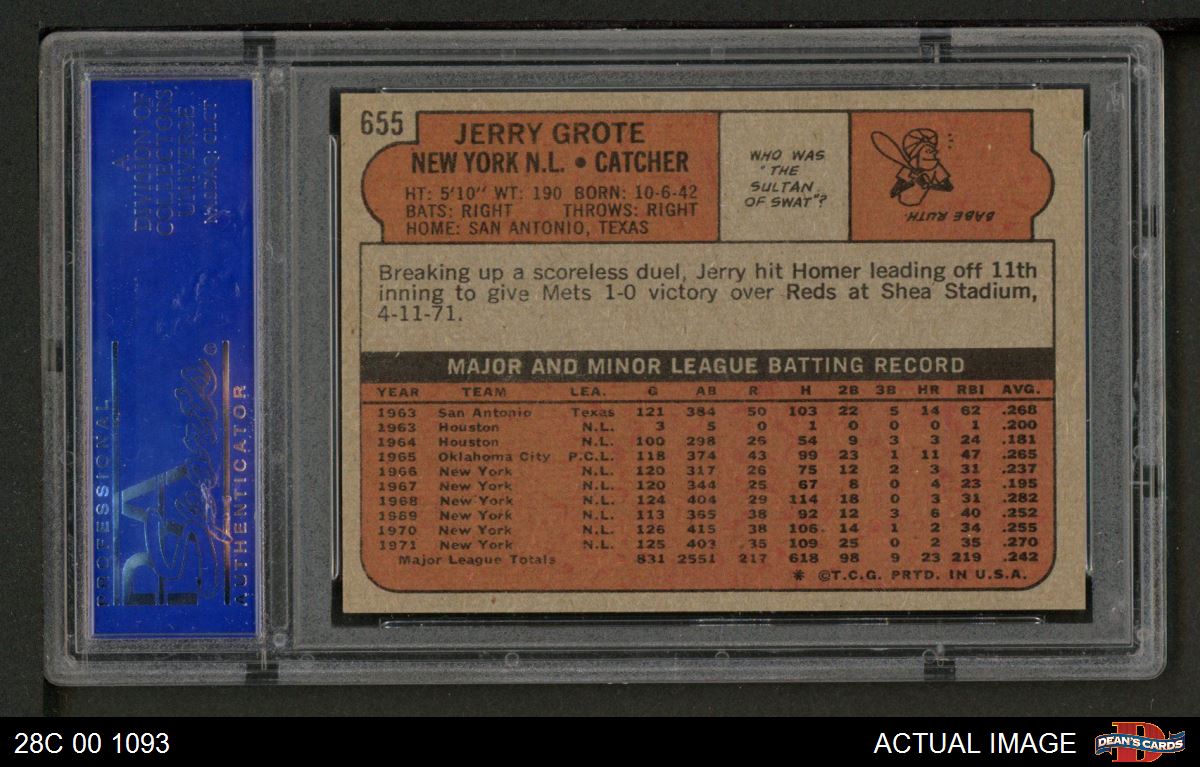 A
DIVISION OF
COLLECTORS
UNIVERSE
NASDAQ: CLCT
PROFESSIONAL
PSA
Sports®
AUTHENTICATOR
655
JERRY GROTE
NEW YORK N.L. • CATCHER
HT: 5'10" WT: 190 BORN: 10-6-42
BATS: RIGHT THROWS: RIGHT
HOME: SAN ANTONIO, TEXAS
WHO WAS
"THE
SULTAN
OF SWAT"?
BABE RUTH.
Breaking up a scoreless duel, Jerry hit Homer leading off 11th
inning to give Mets 1-0 victory over Reds at Shea Stadium,
4-11-71.
MAJOR AND MINOR LEAGUE BATTING RECORD
YEAR TEAM LEA. G AB R H 2B 3B HR RBI AVG.
1963 San Antonio Texas 121 384 50 103 22 5 14 62 .268
1963 Houston N.L. 3 5 0 1 0 0 0 1 .200
1964 Houston N.L. 100 298 26 54 9 3 3 24 .181
1965 Oklahoma City P.C.L. 118 374 43 99 23 1 11 47 .265
1966 New York N.L. 120 317 26 75 12 2 3 31 .237
1967 New York N.L. 120 344 25 67 8 0 4 23 .195
1968 New York N.L. 124 404 29 114 18 0 3 31 .282
1969 New York N.L. 113 365 38 92 12 3 6 40 .252
1970 New York N.L. 126 415 38 106 14 1 2 34 .255
1971 New York N.L. 125 403 35 109 25 0 2 35 .270
Major League Totals 831 2551 217 618 98 9 23 219 .242
* ©T.C.G. PRTD. IN U.S.A.
28C 00 1093
ACTUAL IMAGE
D
DEAN'S CARDS